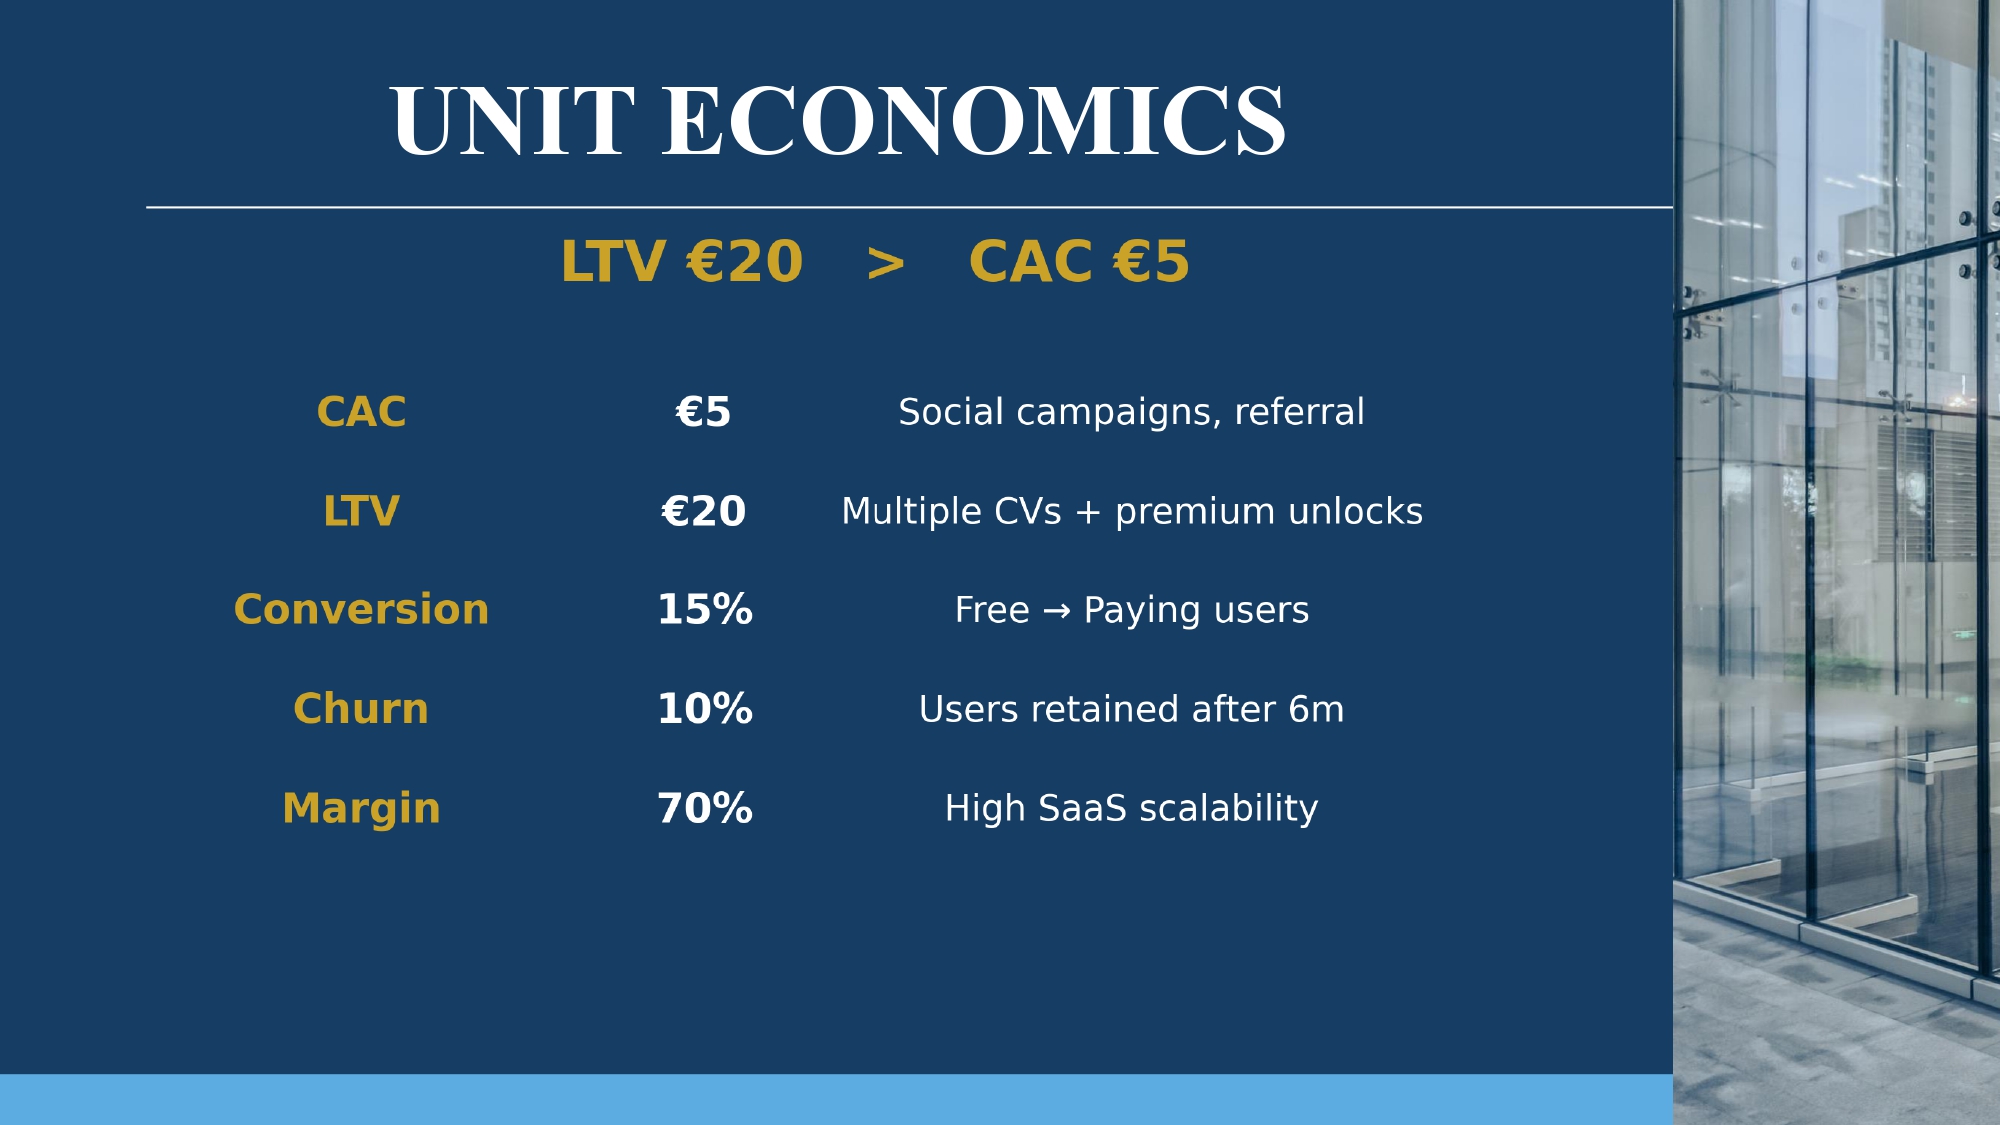 UNIT ECONOMICS
LTV €20 > CAC €5
CAC €5 Social campaigns, referral
LTV €20 Multiple CVs + premium unlocks
Conversion 15% Free → Paying users
Churn 10% Users retained after 6m
Margin 70% High SaaS scalability